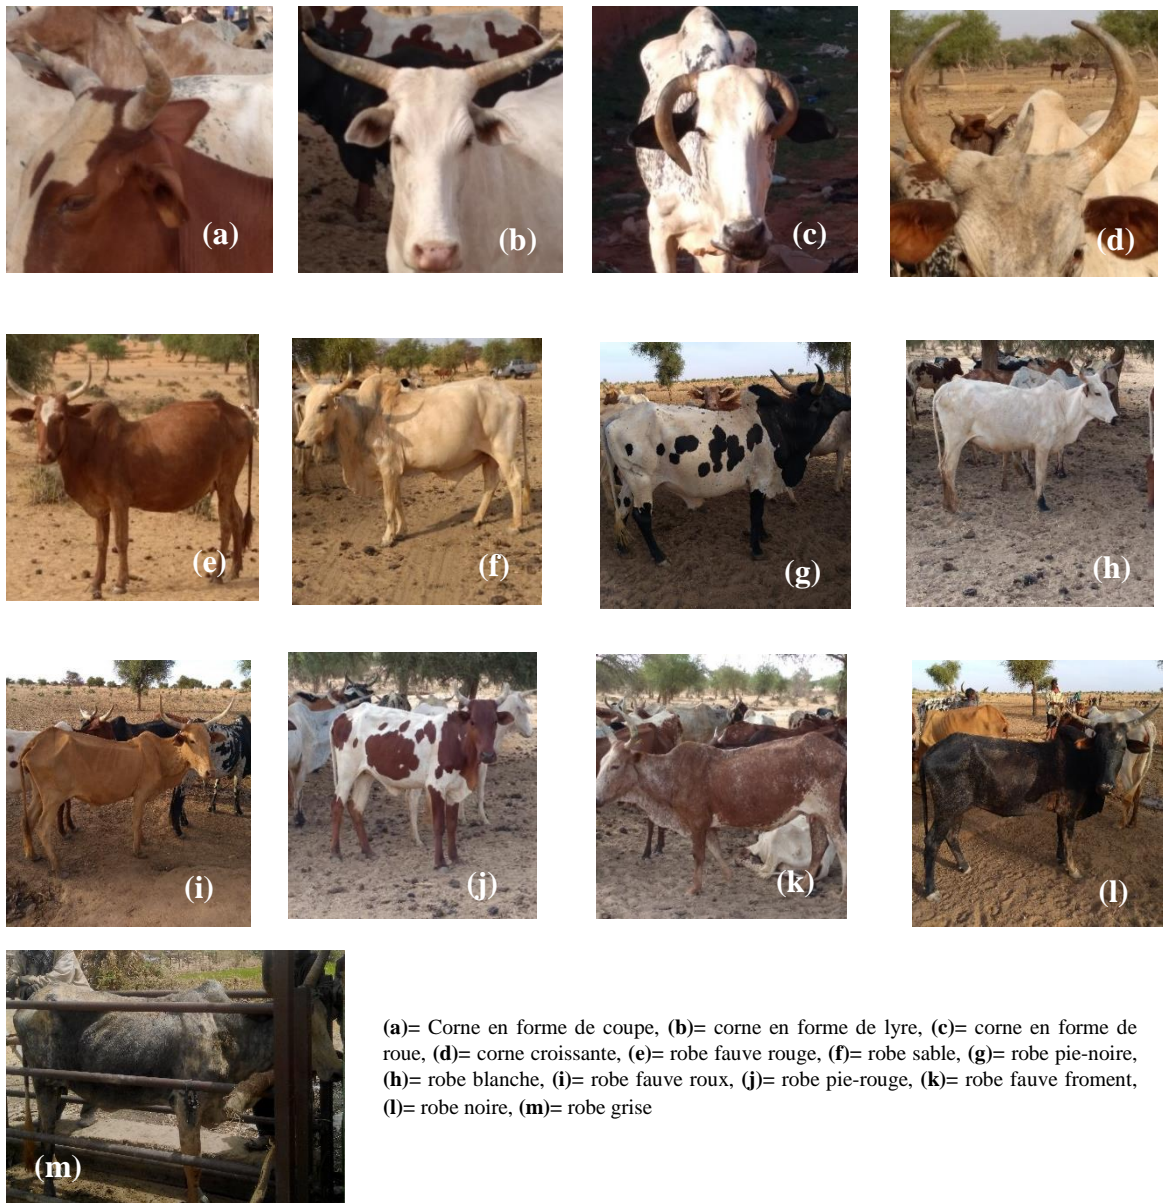 (a)
(b)
(c)
(d)
(e)
(f)
(g)
(h)
(i)
(j)
(k)
(l)
(m)
(a)= Corne en forme de coupe, (b)= corne en forme de lyre, (c)= corne en forme de
roue, (d)= corne croissante, (e)= robe fauve rouge, (f)= robe sable, (g)= robe pie-noire,
(h)= robe blanche, (i)= robe fauve roux, (j)= robe pie-rouge, (k)= robe fauve froment,
(l)= robe noire, (m)= robe grise